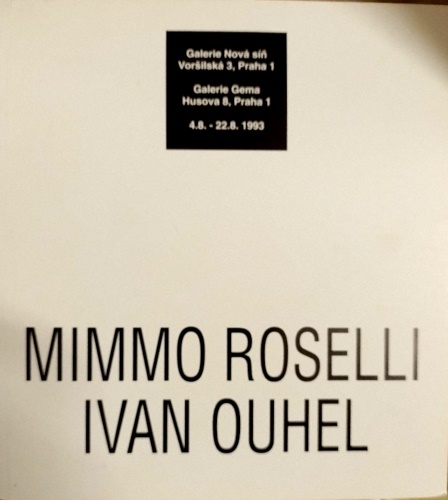 Galerie Nová síň
Voršilská 3, Praha 1
Galerie Gema
Husova 8, Praha 1
4.8. - 22.8. 1993
MIMMO ROSELLI
IVAN OUHEL